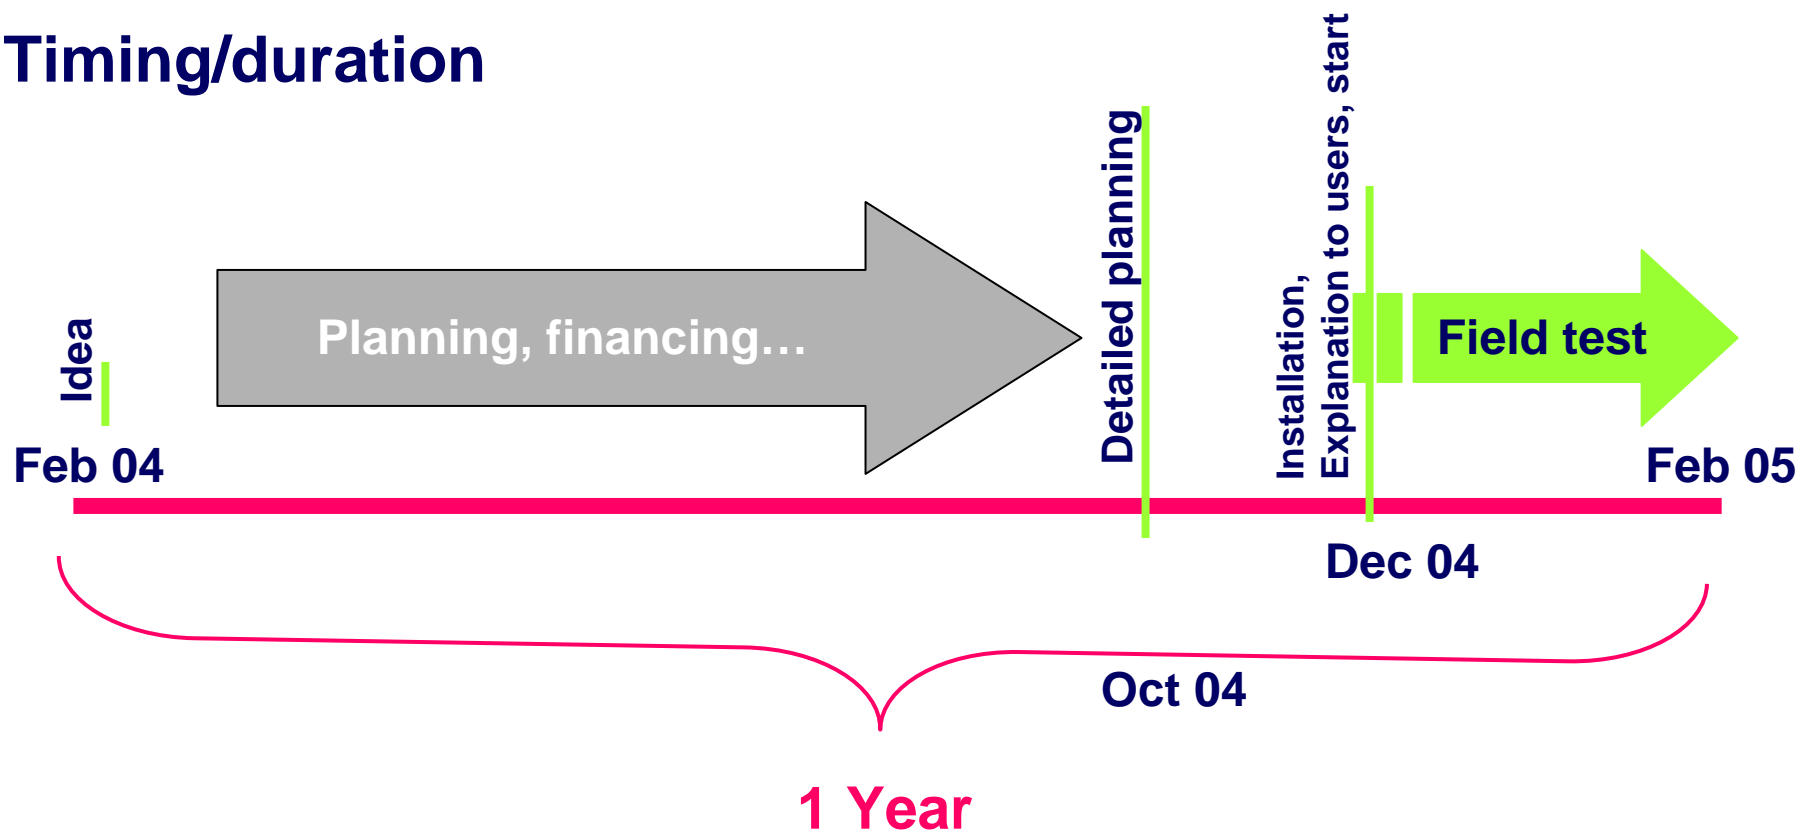 Timing/duration
Idea
Planning, financing…
Detailed planning
Installation,
Explanation to users, start
Field test
Feb 04
Feb 05
Dec 04
Oct 04
1 Year